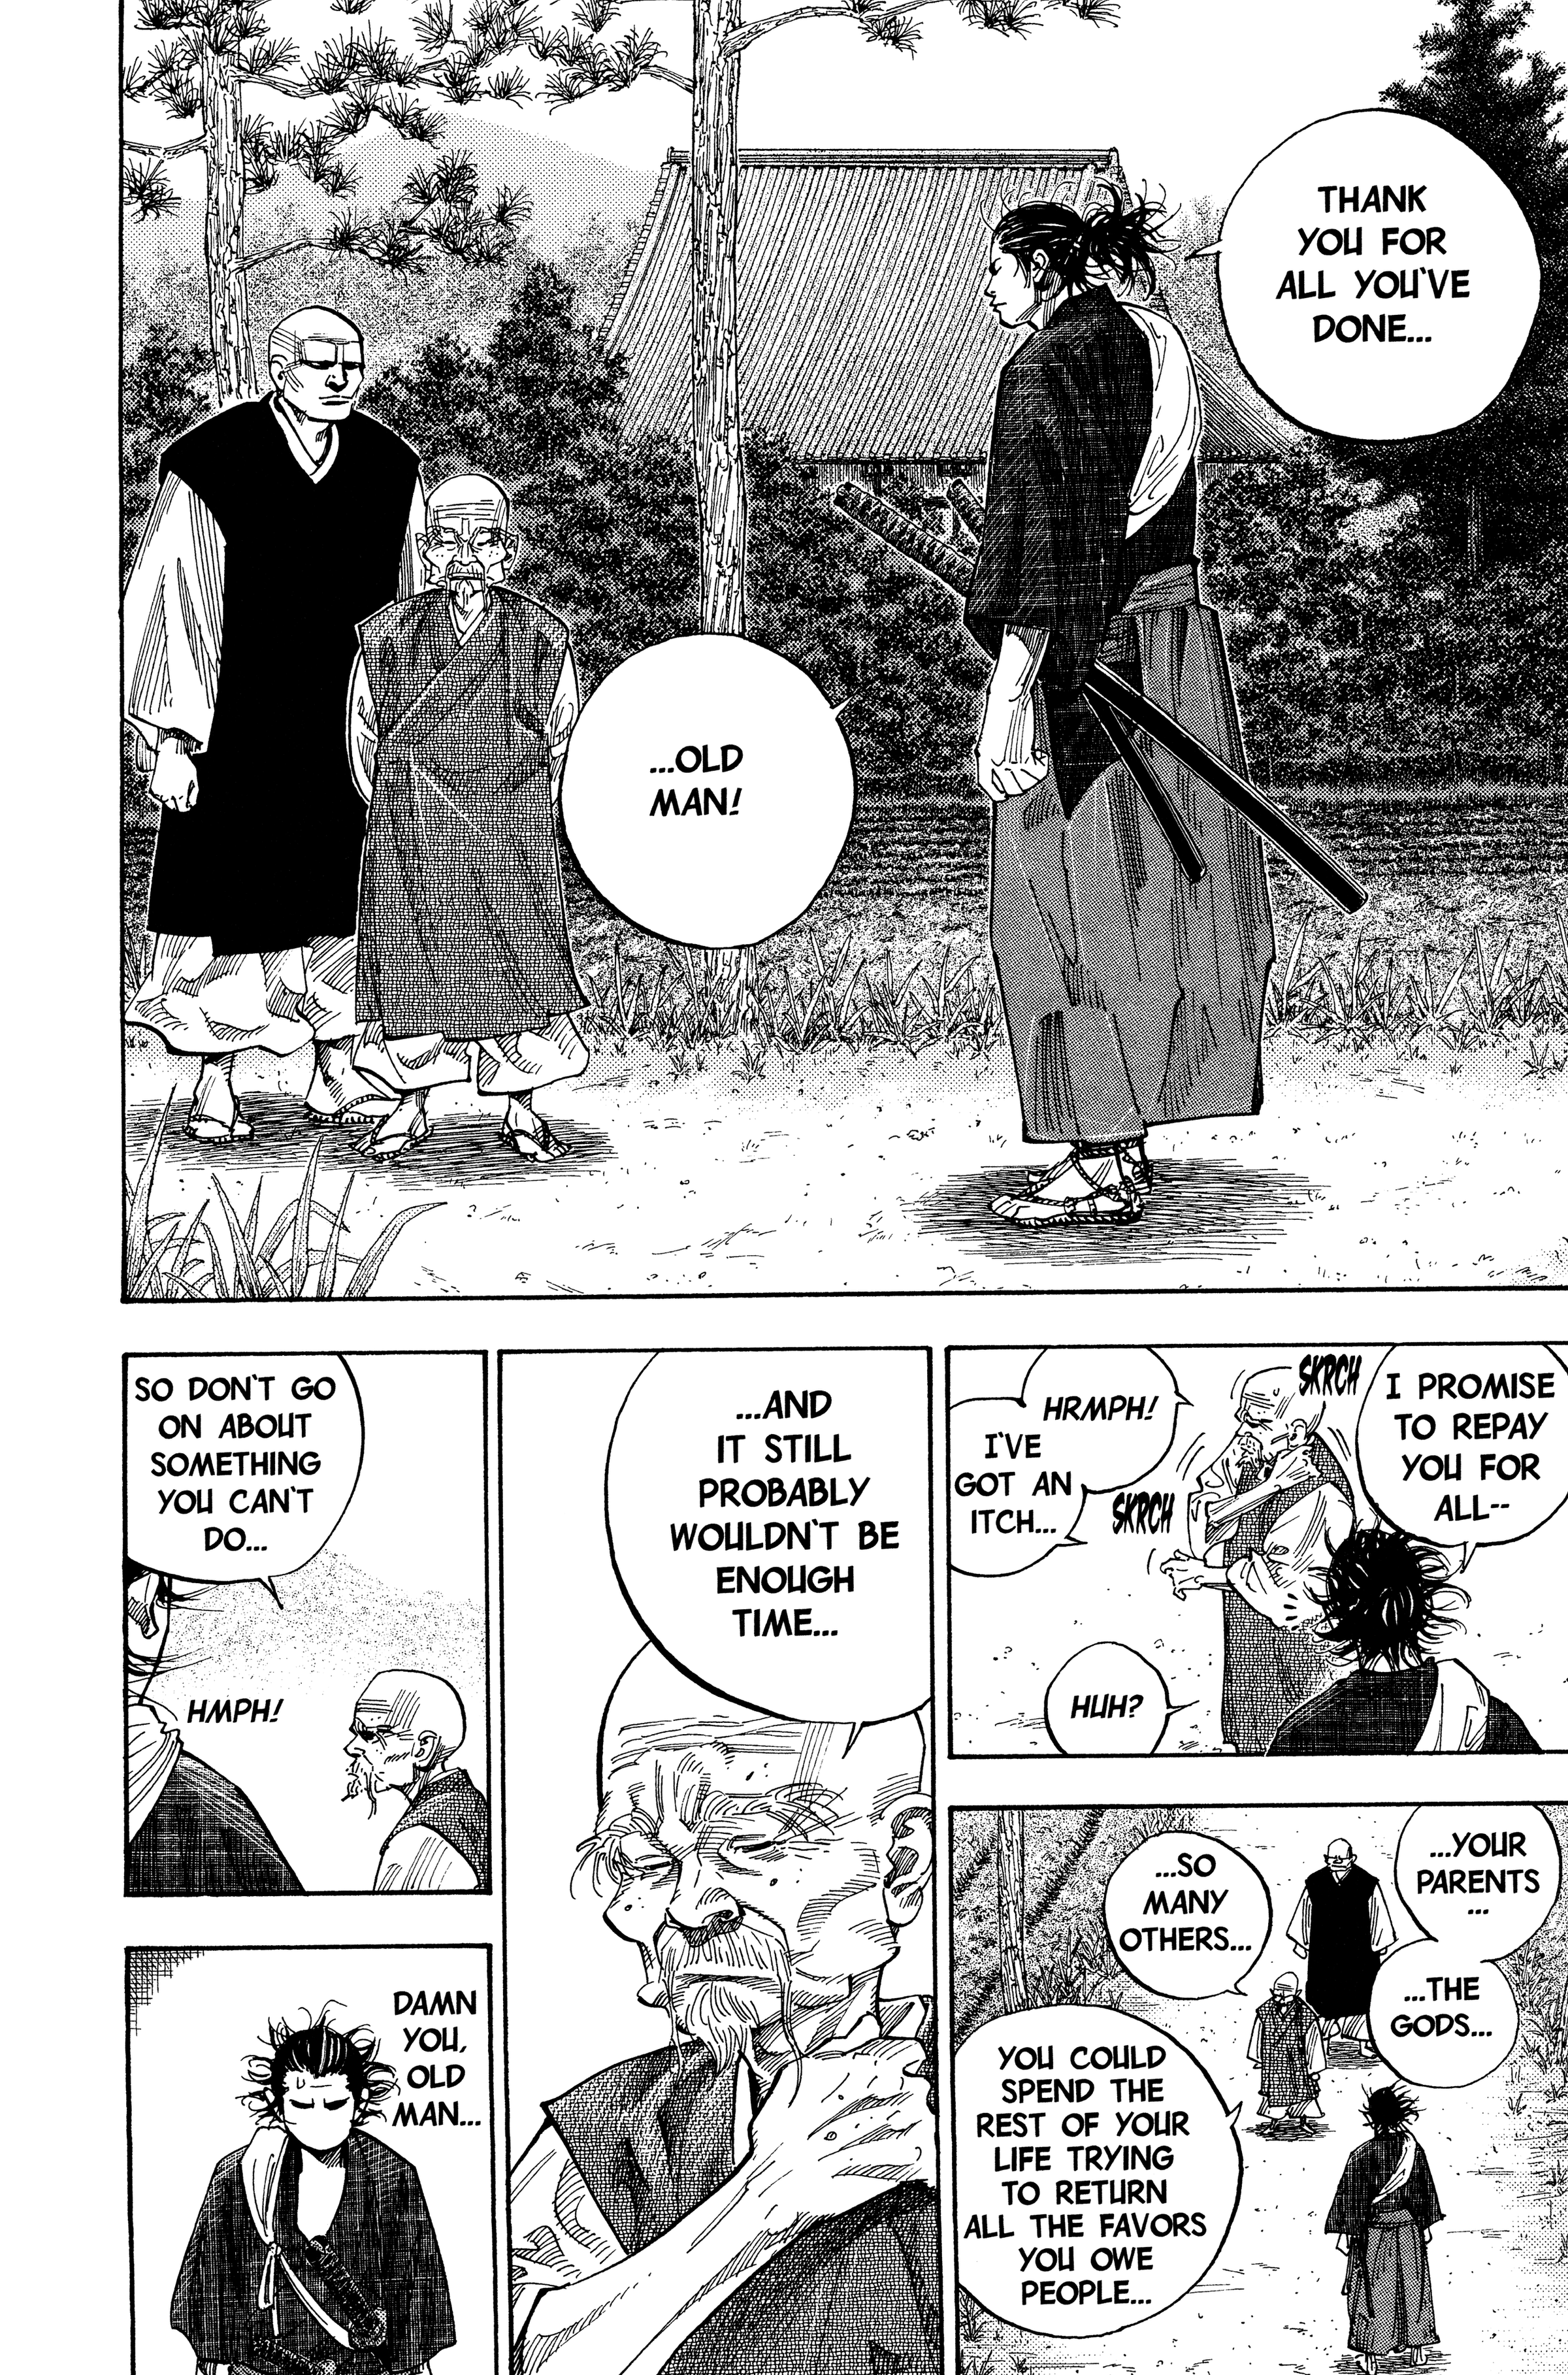 THANK
YOU FOR
ALL YOU'VE
DONE...
...OLD
MAN!
I PROMISE
TO REPAY
YOU FOR
ALL--
SKRCH
HRMPH!
I'VE
GOT AN
ITCH...
SKRCH
HUH?
...YOUR
PARENTS
...
...THE
GODS...
...SO
MANY
OTHERS...
YOU COULD
SPEND THE
REST OF YOUR
LIFE TRYING
TO RETURN
ALL THE FAVORS
YOU OWE
PEOPLE...
...AND
IT STILL
PROBABLY
WOULDN'T BE
ENOUGH
TIME...
SO DON'T GO
ON ABOUT
SOMETHING
YOU CAN'T
DO...
HMPH!
DAMN
YOU,
OLD
MAN...